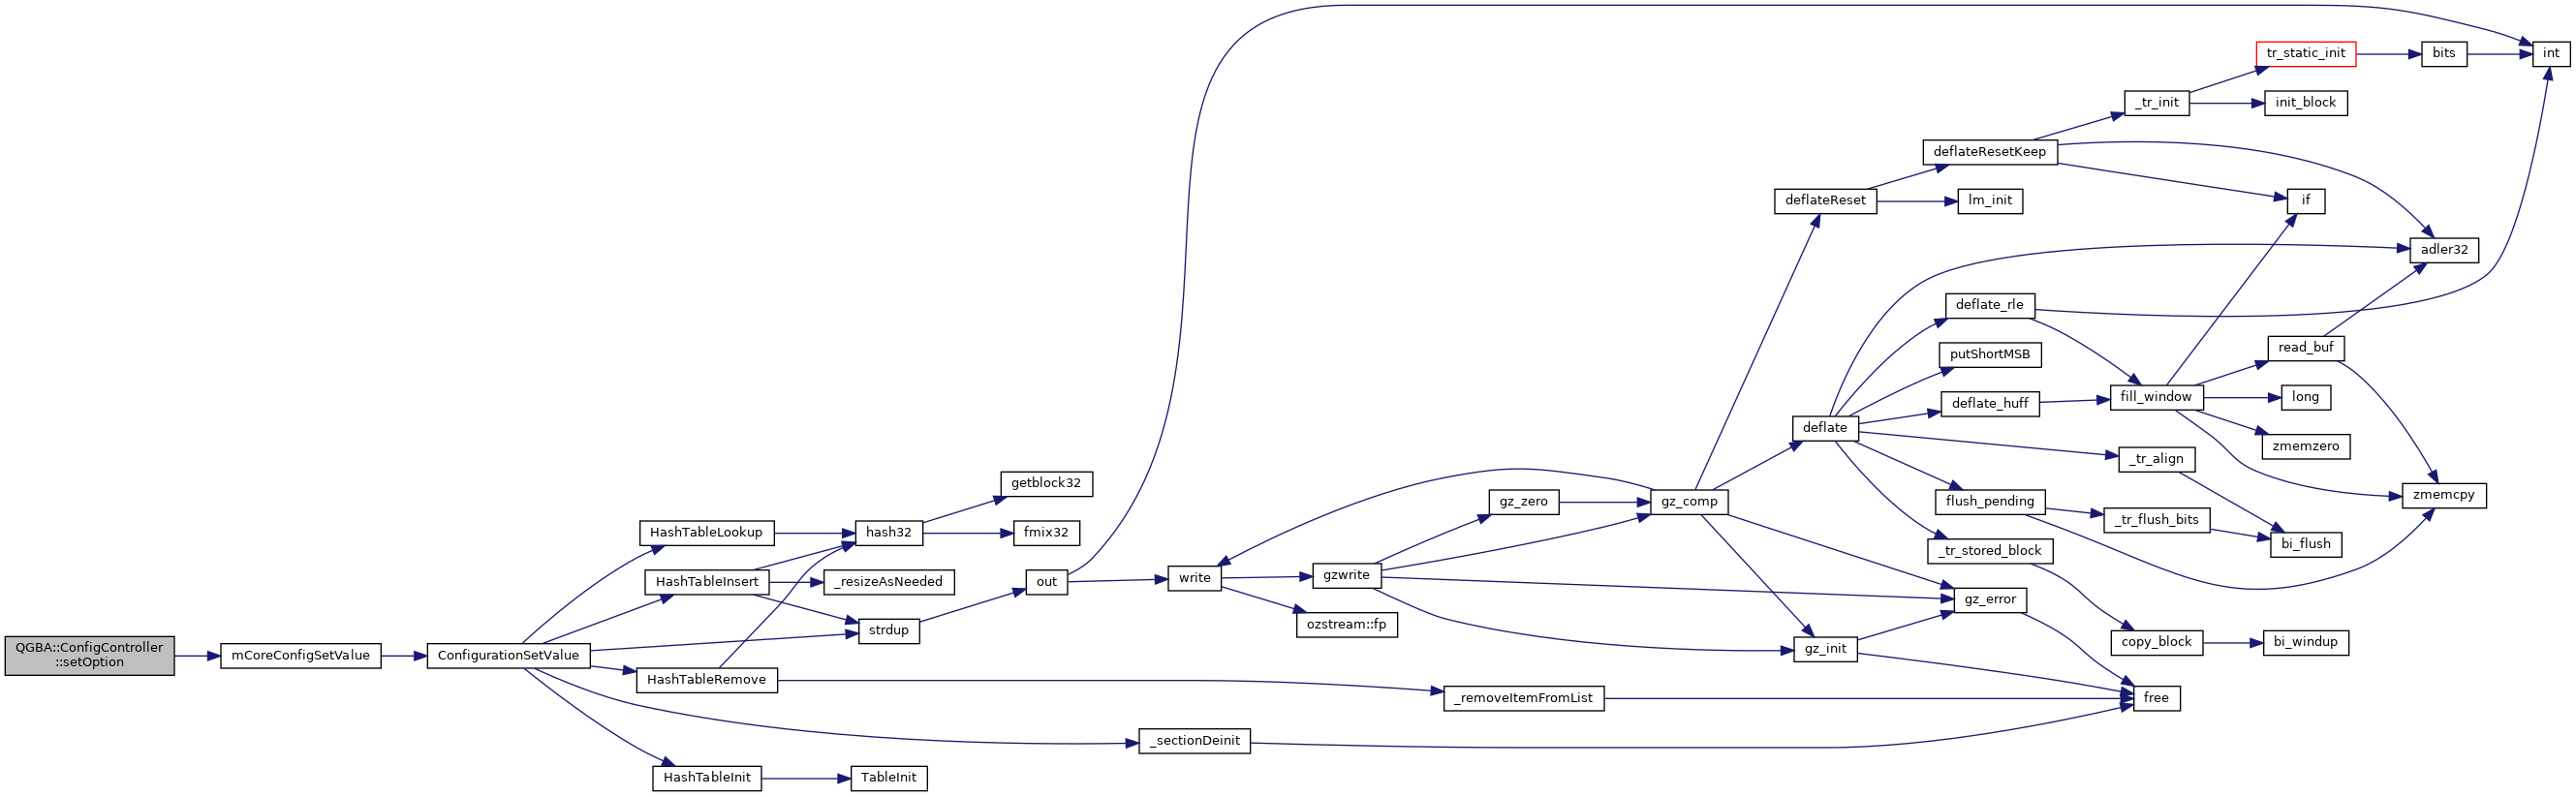 QGBA::ConfigController
::setOption
mCoreConfigSetValue
ConfigurationSetValue
HashTableLookup
HashTableInsert
HashTableRemove
HashTableInit
hash32
_resizeAsNeeded
strdup
TableInit
getblock32
fmix32
out
_sectionDeinit
write
gzwrite
ozstream::fp
_removeItemFromList
gz_zero
gz_comp
deflateReset
deflate
gz_init
deflateResetKeep
lm_init
deflate_rle
putShortMSB
deflate_huff
flush_pending
_tr_stored_block
gz_error
_tr_init
fill_window
_tr_align
_tr_flush_bits
copy_block
free
tr_static_init
init_block
if
read_buf
long
zmemzero
bi_flush
bi_windup
bits
adler32
zmemcpy
int